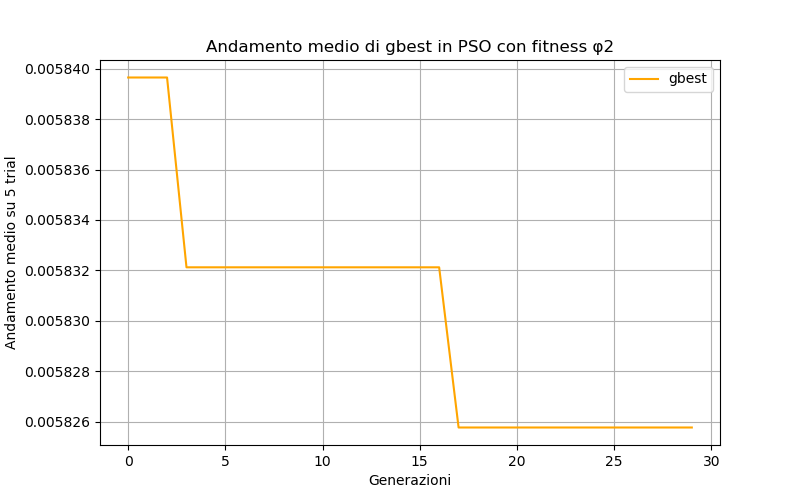 Andamento medio di gbest in PSO con fitness φ2
gbest
Andamento medio su 5 trial
0.005840
0.005838
0.005836
0.005834
0.005832
0.005830
0.005828
0.005826
0 5 10 15 20 25 30
Generazioni